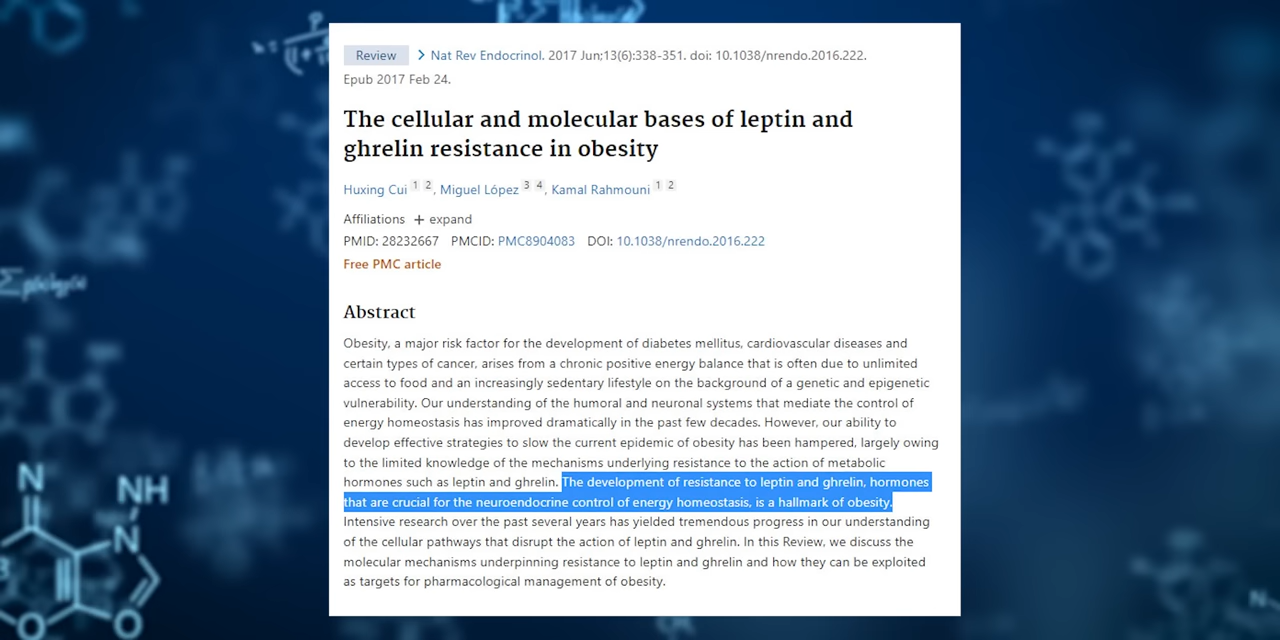 Review > Nat Rev Endocrinol. 2017 Jun;13(6):338-351. doi: 10.1038/nrendo.2016.222.
Epub 2017 Feb 24.
The cellular and molecular bases of leptin and
ghrelin resistance in obesity
Huxing Cui 1 2, Miguel López 3 4, Kamal Rahmouni 1 2
Affiliations + expand
PMID: 28232667 PMCID: PMC8904083 DOI: 10.1038/nrendo.2016.222
Free PMC article
Abstract
Obesity, a major risk factor for the development of diabetes mellitus, cardiovascular diseases and
certain types of cancer, arises from a chronic positive energy balance that is often due to unlimited
access to food and an increasingly sedentary lifestyle on the background of a genetic and epigenetic
vulnerability. Our understanding of the humoral and neuronal systems that mediate the control of
energy homeostasis has improved dramatically in the past few decades. However, our ability to
develop effective strategies to slow the current epidemic of obesity has been hampered, largely owing
to the limited knowledge of the mechanisms underlying resistance to the action of metabolic
hormones such as leptin and ghrelin. The development of resistance to leptin and ghrelin, hormones
that are crucial for the neuroendocrine control of energy homeostasis, is a hallmark of obesity.
Intensive research over the past several years has yielded tremendous progress in our understanding
of the cellular pathways that disrupt the action of leptin and ghrelin. In this Review, we discuss the
molecular mechanisms underpinning resistance to leptin and ghrelin and how they can be exploited
as targets for pharmacological management of obesity.
N
NH
N
O
O
N